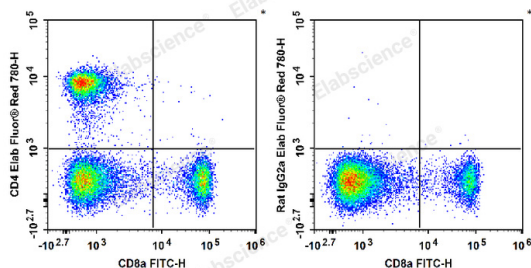 *
*
10^5
10^4
10^3
-10^2.7
CD4 Elab Fluor® Red 780-H
-10^2.7 10^3 10^4 10^5 10^6
CD8a FITC-H
10^5
10^4
10^3
-10^2.7
Rat IgG2a Elab Fluor® Red 780-H
-10^2.7 10^3 10^4 10^5 10^6
CD8a FITC-H
Elabscience®
Elabscience®
Elabscience®